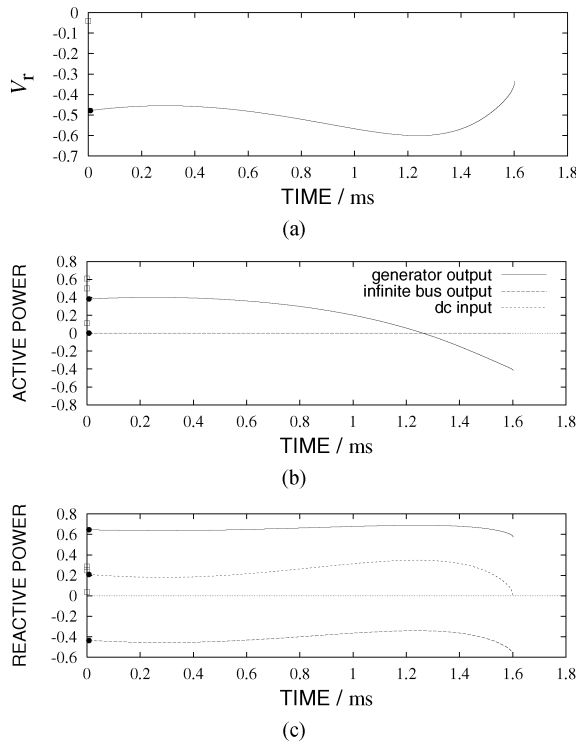 0
-0.1
-0.2
-0.3
-0.4
-0.5
-0.6
-0.7
Vr
0 0.2 0.4 0.6 0.8 1 1.2 1.4 1.6 1.8
TIME / ms
(a)
0.8
0.6
0.4
0.2
0
-0.2
-0.4
-0.6
-0.8
ACTIVE POWER
generator output
infinite bus output
dc input
0 0.2 0.4 0.6 0.8 1 1.2 1.4 1.6 1.8
TIME / ms
(b)
0.8
0.6
0.4
0.2
0
-0.2
-0.4
-0.6
REACTIVE POWER
0 0.2 0.4 0.6 0.8 1 1.2 1.4 1.6 1.8
TIME / ms
(c)